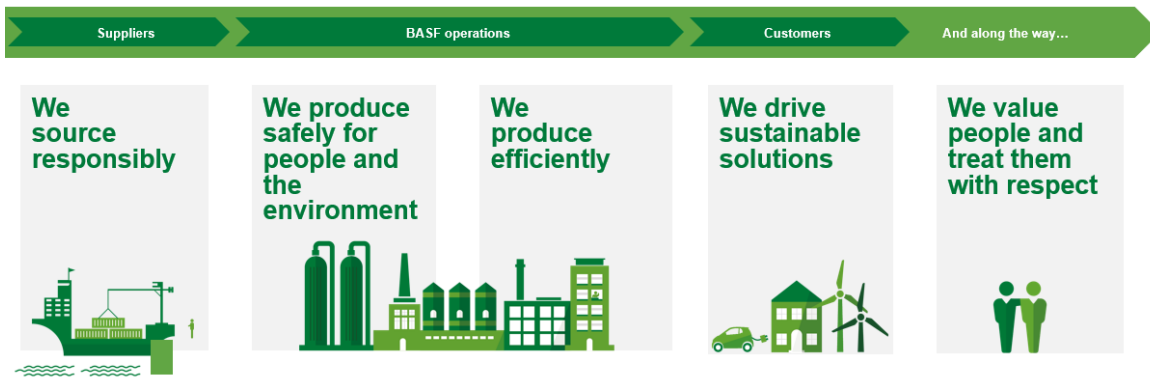 Suppliers
BASF operations
Customers
And along the way...
We
source
responsibly
We produce
safely for
people and
the
environment
We
produce
efficiently
We drive
sustainable
solutions
We value
people and
treat them
with respect